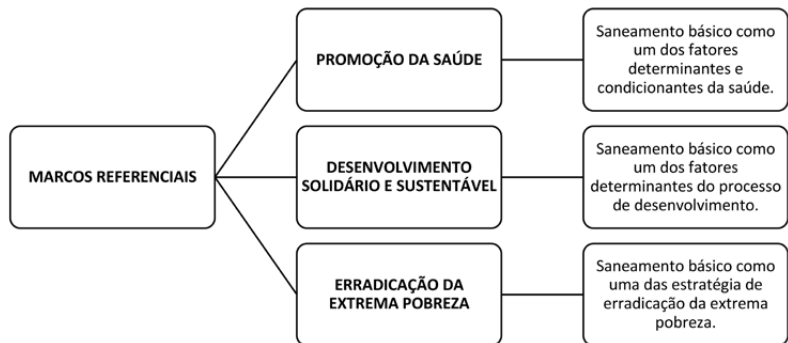 MARCOS REFERENCIAIS
PROMOÇÃO DA SAÚDE
Saneamento básico como
um dos fatores
determinantes e
condicionantes da saúde.
DESENVOLVIMENTO
SOLIDÁRIO E SUSTENTÁVEL
Saneamento básico como
um dos fatores
determinantes do processo
de desenvolvimento.
ERRADICAÇÃO DA
EXTREMA POBREZA
Saneamento básico como
uma das estratégia de
erradicação da extrema
pobreza.